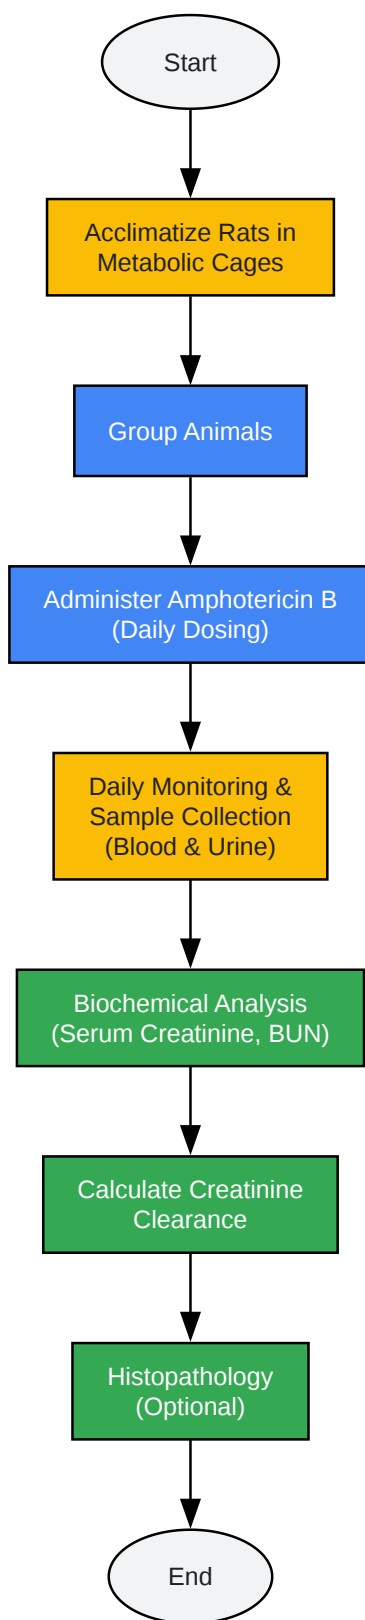 Start
Acclimatize Rats in
Metabolic Cages
Group Animals
Administer Amphotericin B
(Daily Dosing)
Daily Monitoring &
Sample Collection
(Blood & Urine)
Biochemical Analysis
(Serum Creatinine, BUN)
Calculate Creatinine
Clearance
Histopathology
(Optional)
End